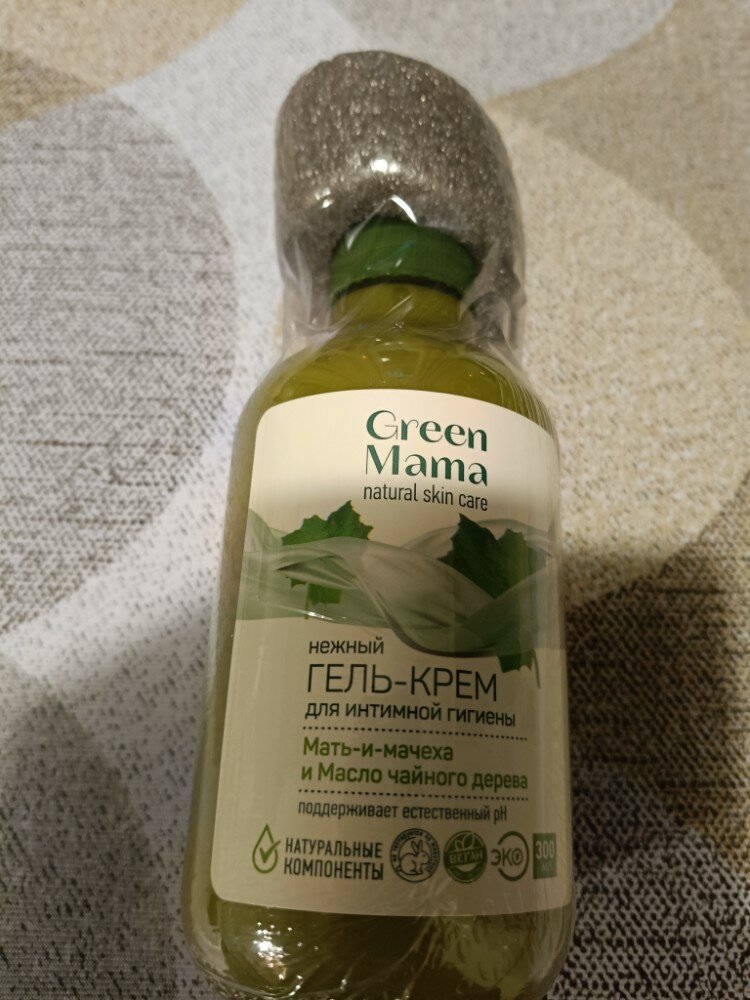 Green
Mama
natural skin care
нежный
ГЕЛЬ-КРЕМ
для интимной гигиены
Мать-и-мачеха
и Масло чайного дерева
поддерживает естественный pH
НАТУРАЛЬНЫЕ
КОМПОНЕНТЫ
ВЕГАН
ЭКО
300
МЛ